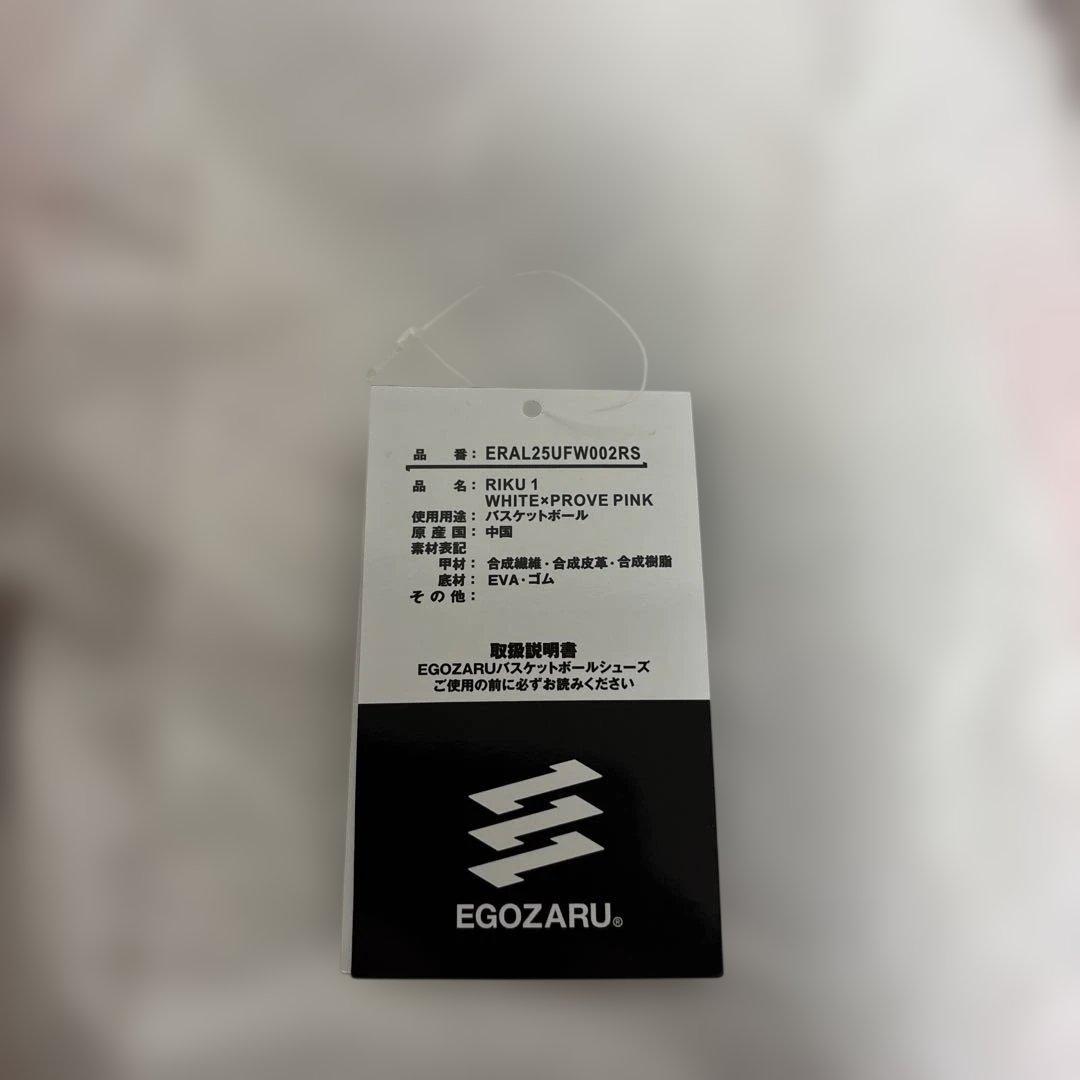 品 番： ERAL25UFW002RS
品 名： RIKU 1
WHITE×PROVE PINK
使用用途： バスケットボール
原産国： 中国
素材表記
甲材： 合成繊維・合成皮革・合成樹脂
底材： EVA・ゴム
その他：
取扱説明書
EGOZARUバスケットボールシューズ
ご使用の前に必ずお読みください
EGOZARU®